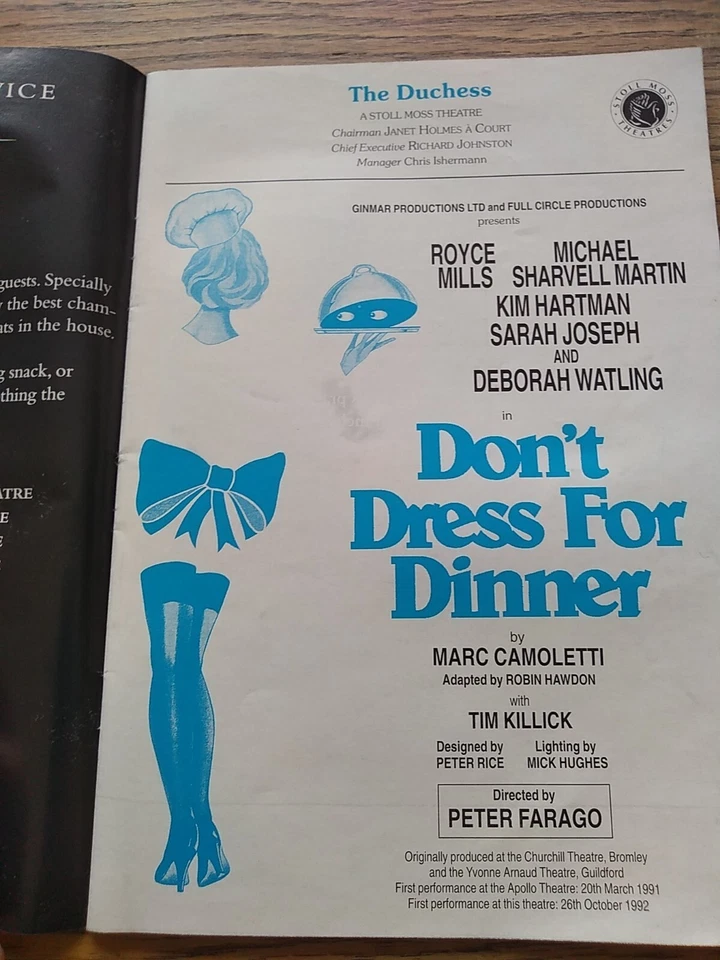 VICE
guests. Specially
the best cham-
ats in the house.
snack, or
thing the
ATRE
E
E
The Duchess
A STOLL MOSS THEATRE
Chairman JANET HOLMES À COURT
Chief Executive RICHARD JOHNSTON
Manager Chris Ishermann
STOLL MOSS
THEATRES
GINMAR PRODUCTIONS LTD and FULL CIRCLE PRODUCTIONS
presents
ROYCE MILLS
MICHAEL SHARVELL MARTIN
KIM HARTMAN
SARAH JOSEPH
AND
DEBORAH WATLING
in
Don't
Dress For
Dinner
by
MARC CAMOLETTI
Adapted by ROBIN HAWDON
with
TIM KILLICK
Designed by
PETER RICE
Lighting by
MICK HUGHES
Directed by
PETER FARAGO
Originally produced at the Churchill Theatre, Bromley
and the Yvonne Arnaud Theatre, Guildford
First performance at the Apollo Theatre: 20th March 1991
First performance at this theatre: 26th October 1992